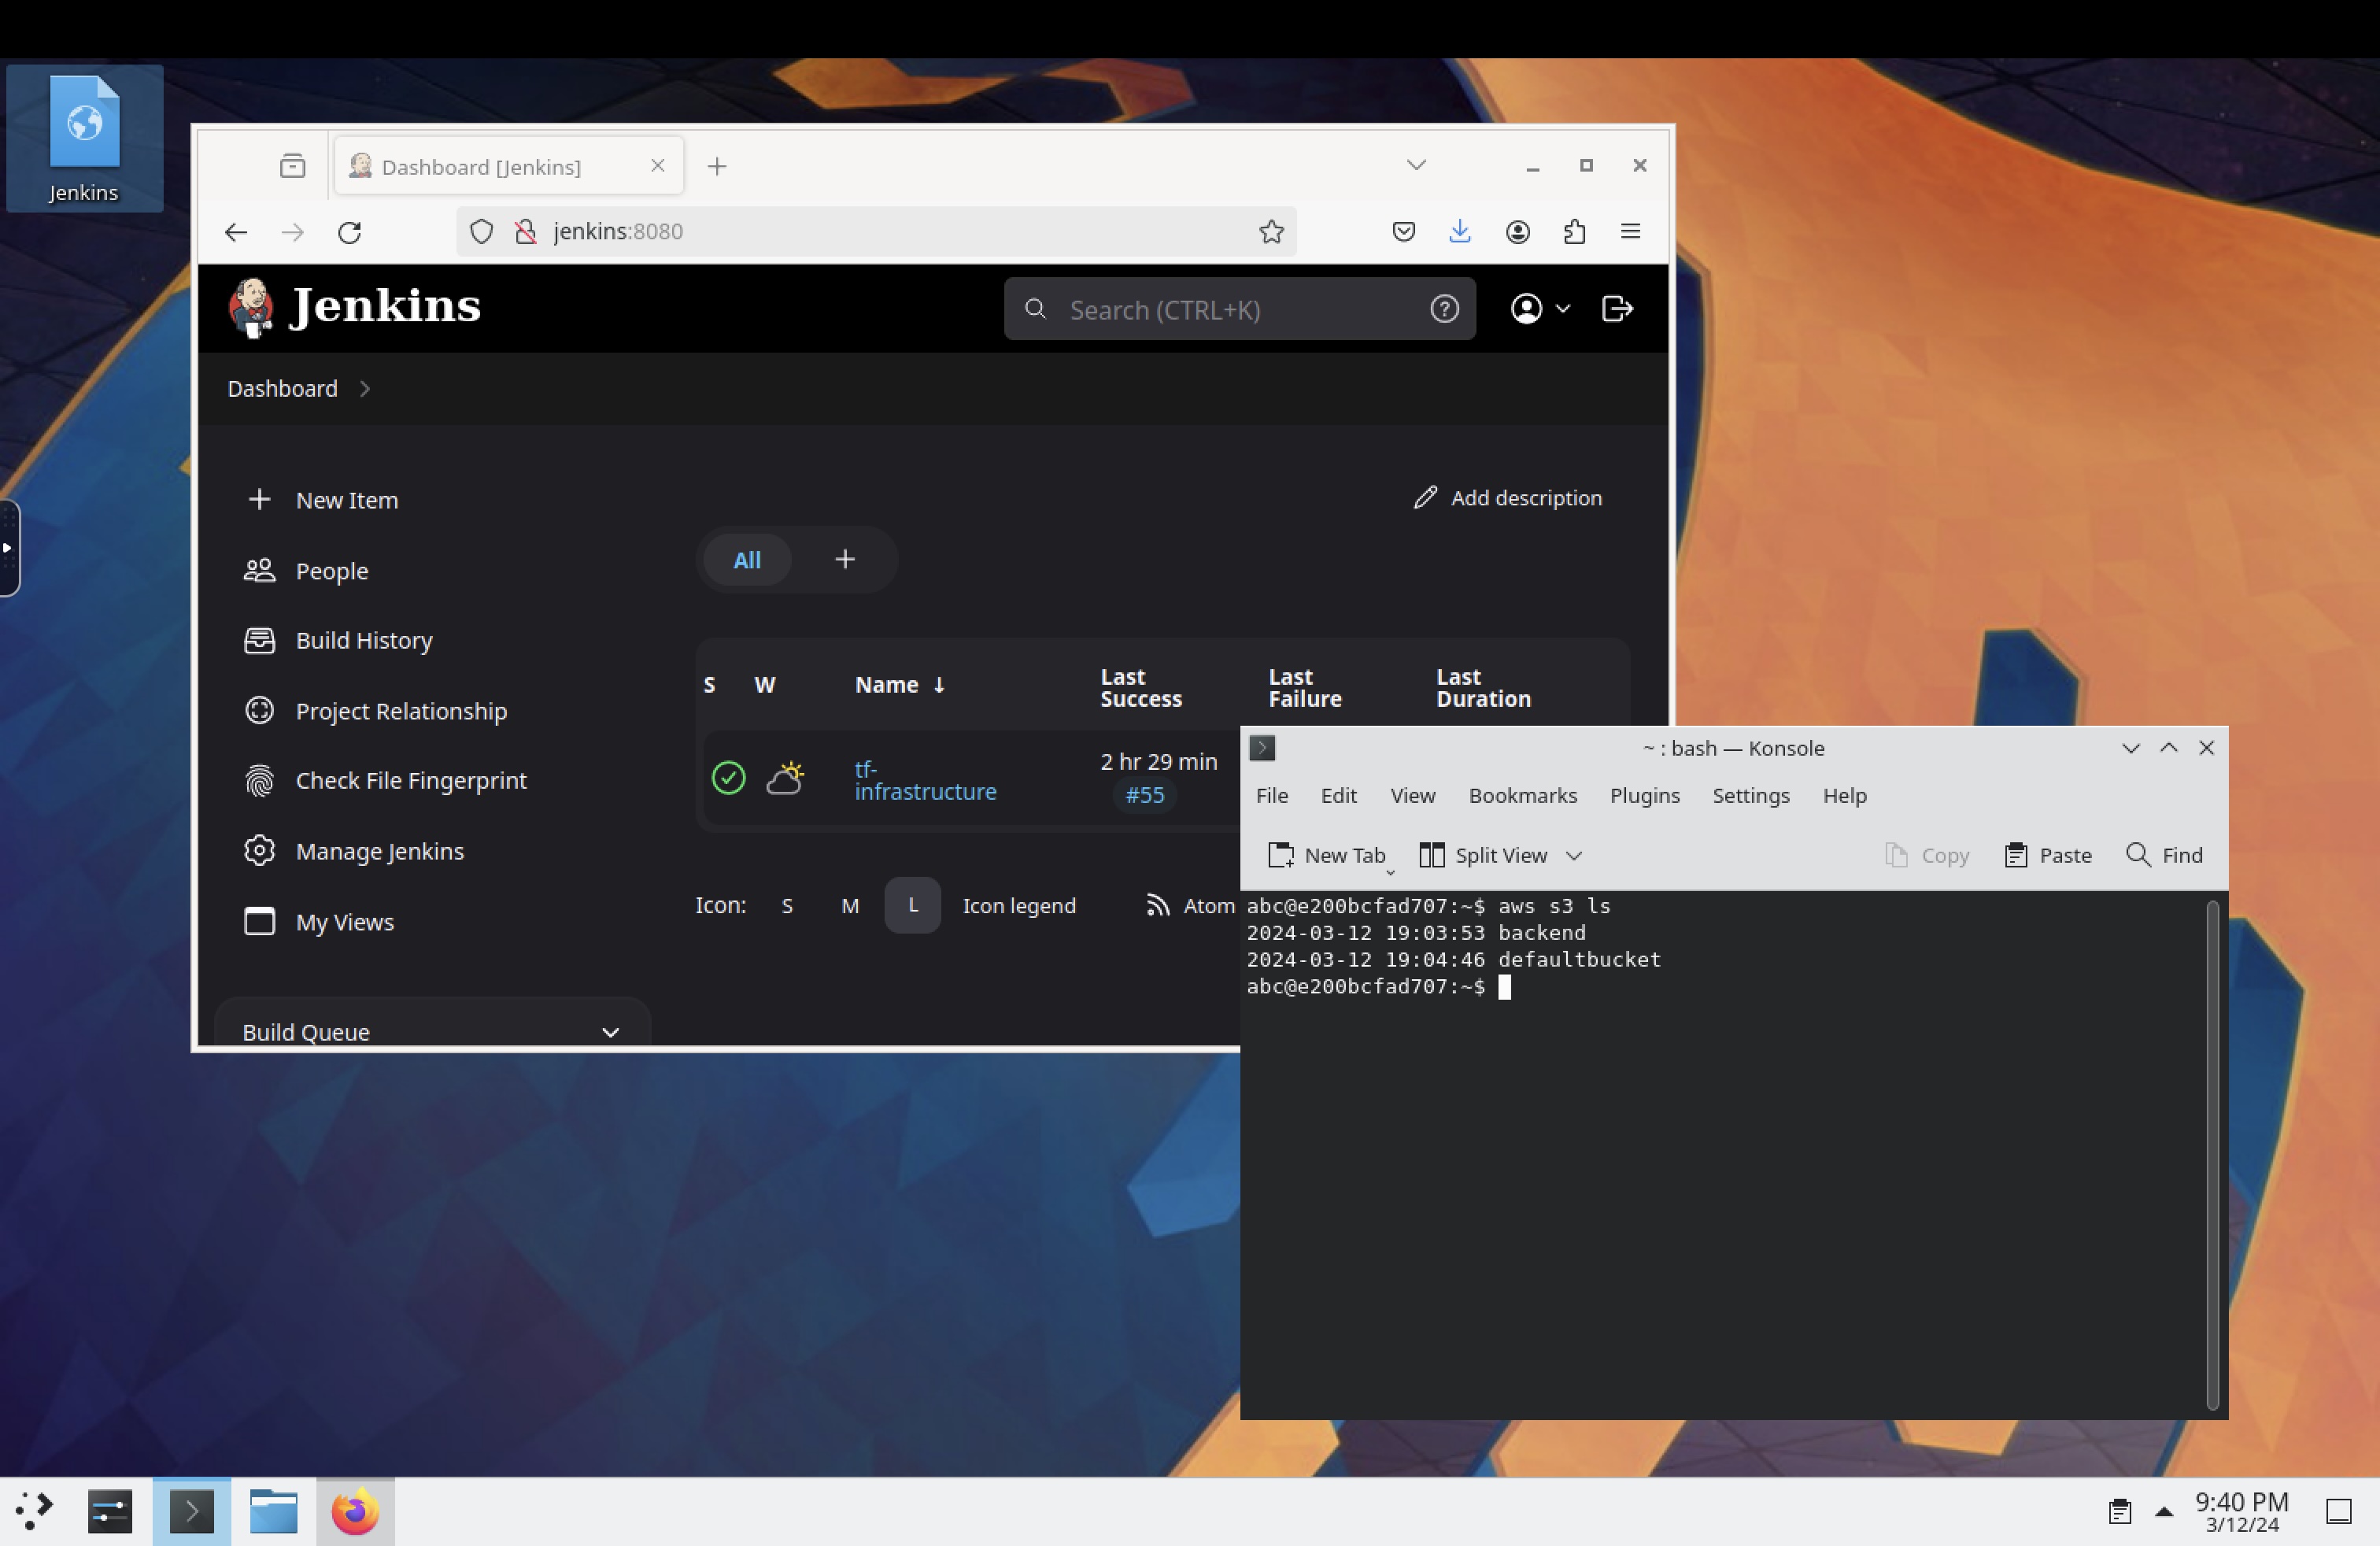 Jenkins
Dashboard [Jenkins]
jenkins:8080
Jenkins
Search (CTRL+K)
Dashboard
New Item
Add description
People
All
Build History
Project Relationship
Check File Fingerprint
Manage Jenkins
My Views
Build Queue
S W Name ↓ Last Success Last Failure Last Duration
tf-infrastructure 2 hr 29 min #55
Icon: S M L Icon legend Atom
~ : bash — Konsole
File Edit View Bookmarks Plugins Settings Help
New Tab Split View Copy Paste Find
abc@e200bcfad707:~$ aws s3 ls
2024-03-12 19:03:53 backend
2024-03-12 19:04:46 defaultbucket
abc@e200bcfad707:~$
9:40 PM
3/12/24